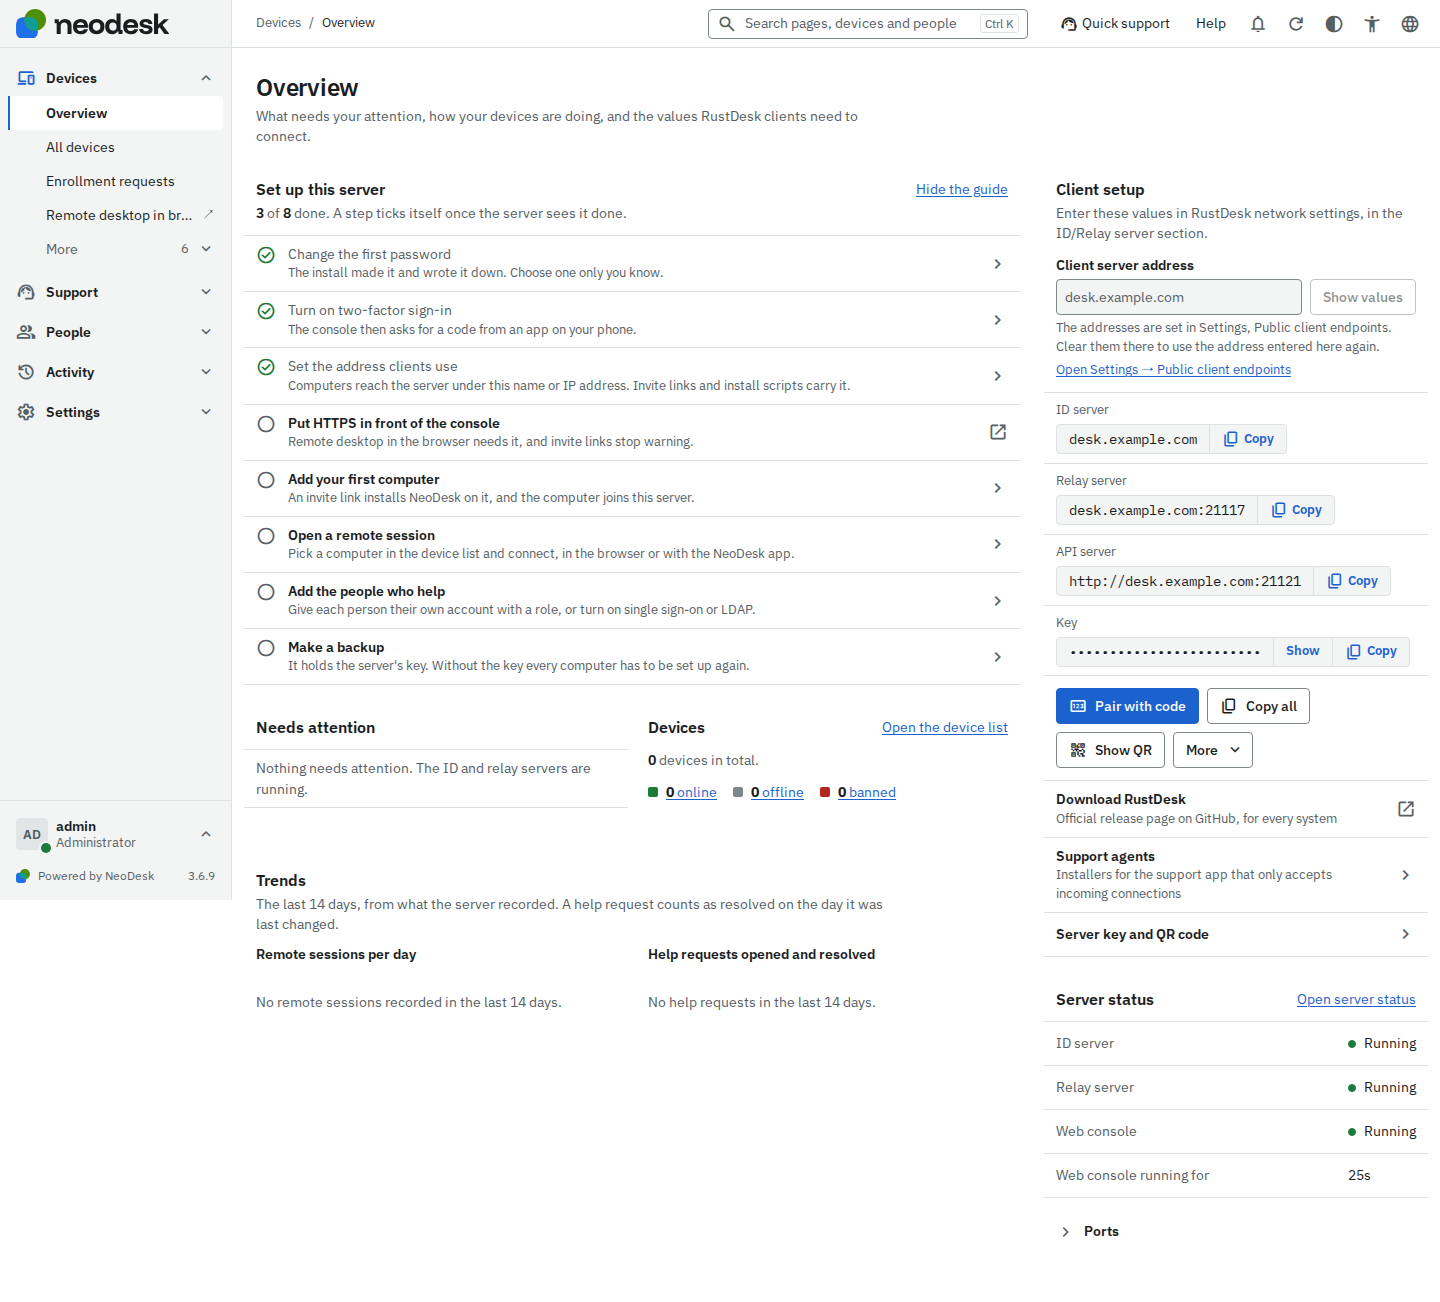 neodesk
Devices / Overview
Search pages, devices and people
Ctrl K
Quick support
Help
Devices
Overview
All devices
Enrollment requests
Remote desktop in br...
More 6
Support
People
Activity
Settings
AD
admin
Administrator
Powered by NeoDesk 3.6.9
Overview
What needs your attention, how your devices are doing, and the values RustDesk clients need to
connect.
Set up this server
Hide the guide
3 of 8 done. A step ticks itself once the server sees it done.
Change the first password
The install made it and wrote it down. Choose one only you know.
Turn on two-factor sign-in
The console then asks for a code from an app on your phone.
Set the address clients use
Computers reach the server under this name or IP address. Invite links and install scripts carry it.
Put HTTPS in front of the console
Remote desktop in the browser needs it, and invite links stop warning.
Add your first computer
An invite link installs NeoDesk on it, and the computer joins this server.
Open a remote session
Pick a computer in the device list and connect, in the browser or with the NeoDesk app.
Add the people who help
Give each person their own account with a role, or turn on single sign-on or LDAP.
Make a backup
It holds the server's key. Without the key every computer has to be set up again.
Needs attention
Nothing needs attention. The ID and relay servers are
running.
Devices
Open the device list
0 devices in total.
0 online 0 offline 0 banned
Trends
The last 14 days, from what the server recorded. A help request counts as resolved on the day it was
last changed.
Remote sessions per day
No remote sessions recorded in the last 14 days.
Help requests opened and resolved
No help requests in the last 14 days.
Client setup
Enter these values in RustDesk network settings, in the
ID/Relay server section.
Client server address
desk.example.com
Show values
The addresses are set in Settings, Public client endpoints.
Clear them there to use the address entered here again.
Open Settings → Public client endpoints
ID server
desk.example.com Copy
Relay server
desk.example.com:21117 Copy
API server
http://desk.example.com:21121 Copy
Key
•••••••••••••••••••••••• Show Copy
Pair with code
Copy all
Show QR
More
Download RustDesk
Official release page on GitHub, for every system
Support agents
Installers for the support app that only accepts
incoming connections
Server key and QR code
Server status
Open server status
ID server Running
Relay server Running
Web console Running
Web console running for 25s
Ports